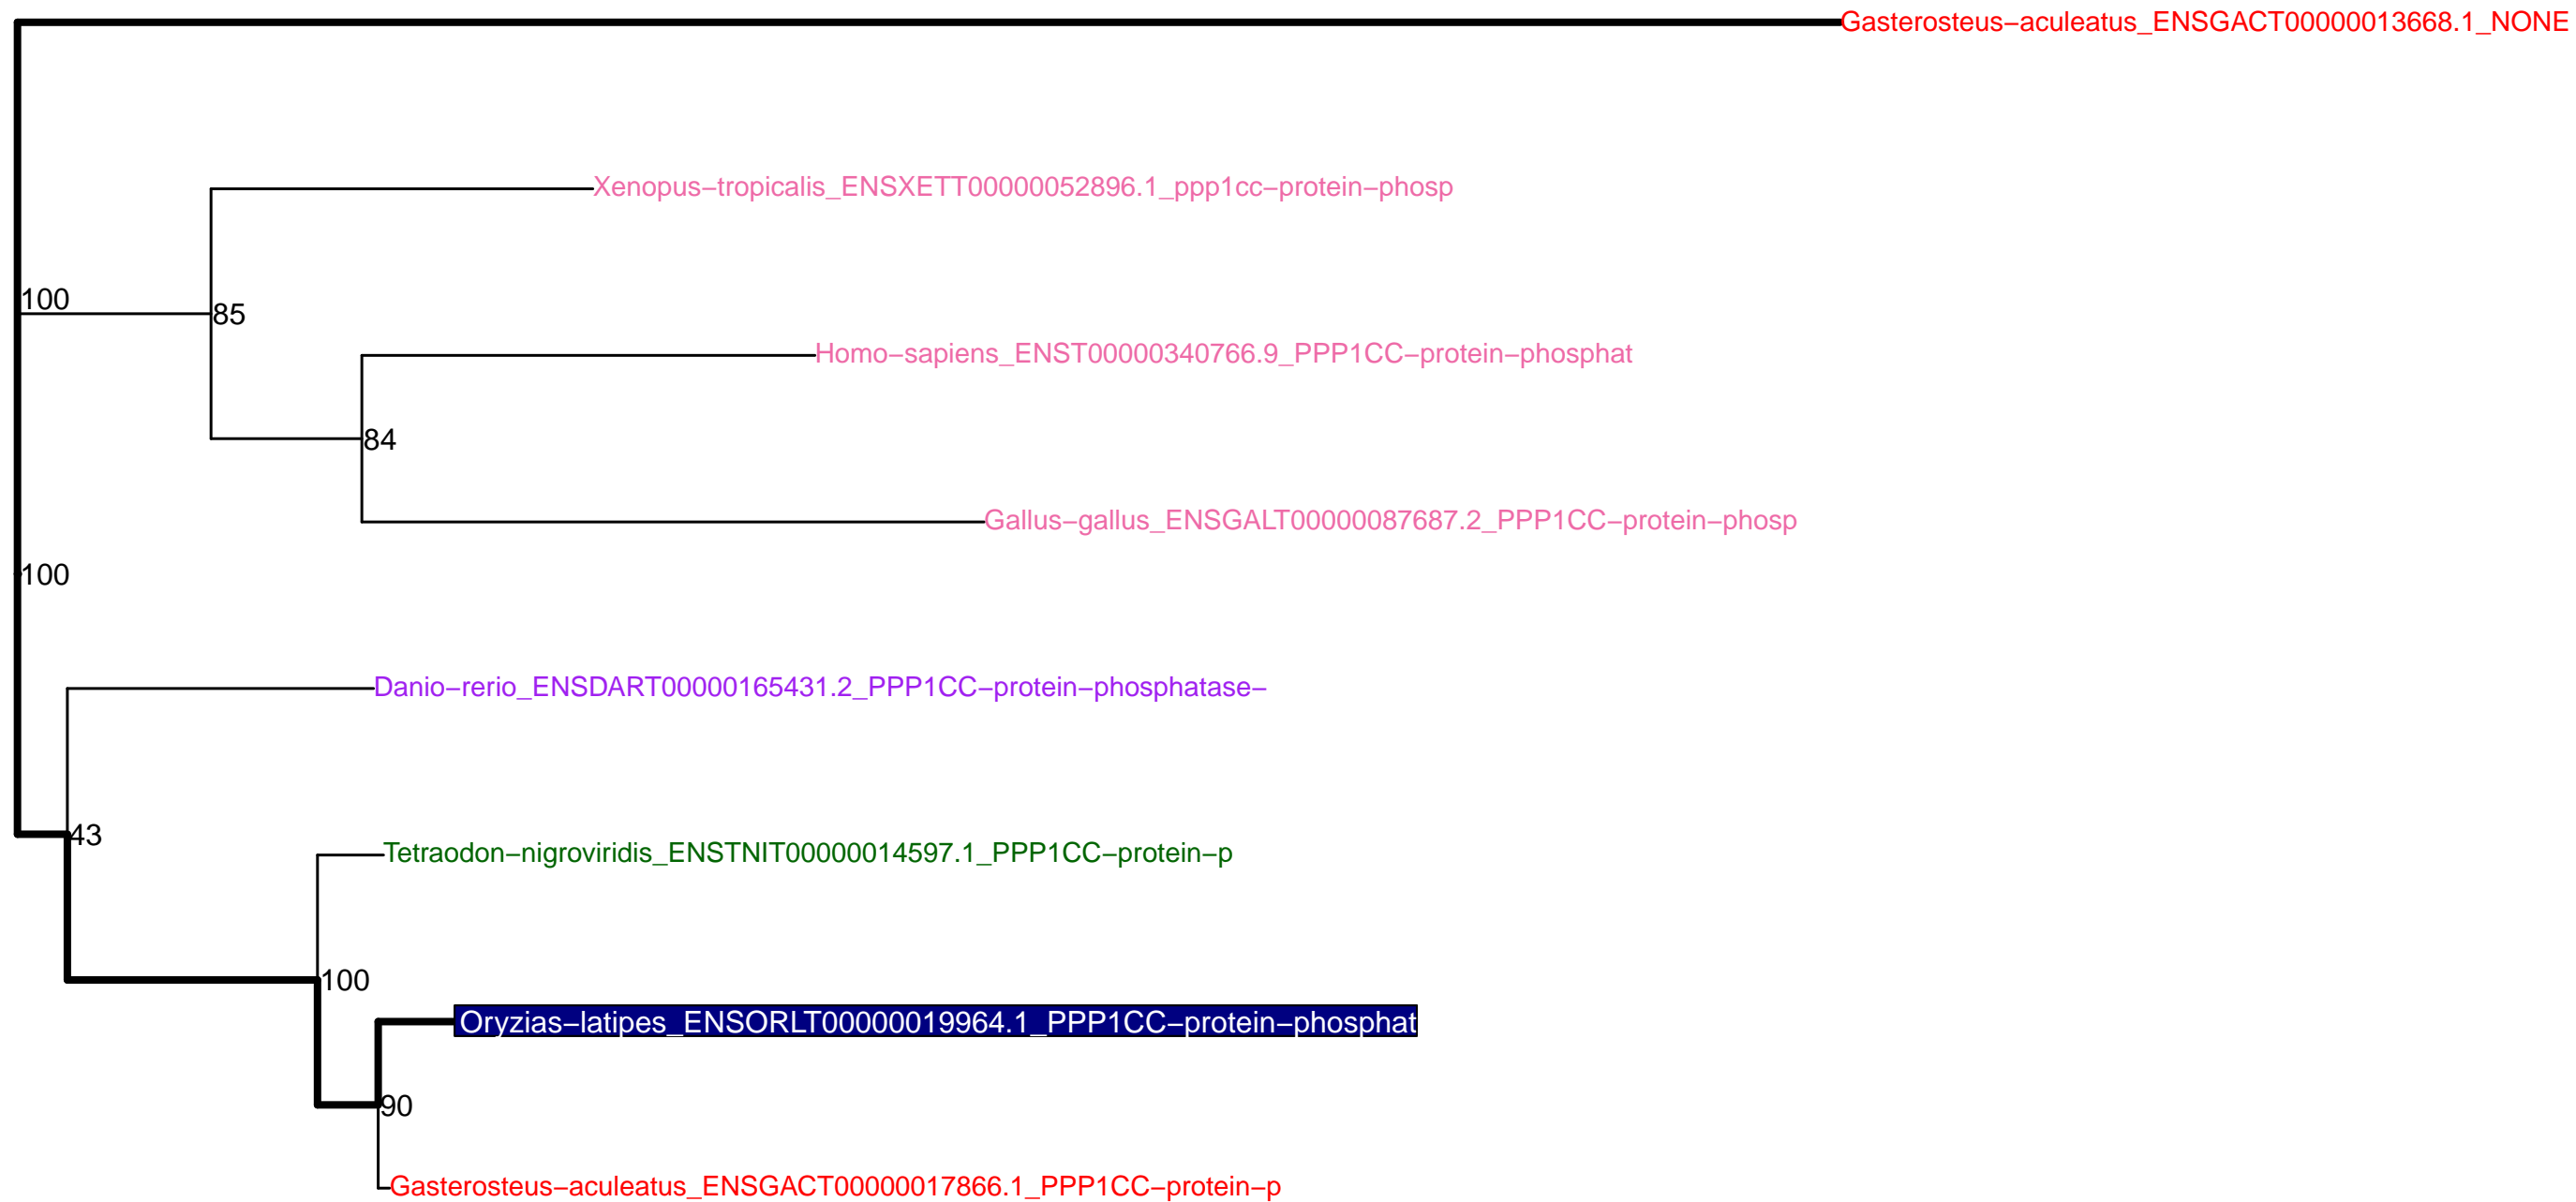 Gasterosteus−aculeatus_ENSGACT00000013668.1_NONE
Xenopus−tropicalis_ENSXETT00000052896.1_ppp1cc−protein−phosp
100
85
Homo−sapiens_ENST00000340766.9_PPP1CC−protein−phosphat
84
Gallus−gallus_ENSGALT00000087687.2_PPP1CC−protein−phosp
100
Danio−rerio_ENSDART00000165431.2_PPP1CC−protein−phosphatase−
43
Tetraodon−nigroviridis_ENSTNIT00000014597.1_PPP1CC−protein−p
100
Oryzias−latipes_ENSORLT00000019964.1_PPP1CC−protein−phosphat
90
Gasterosteus−aculeatus_ENSGACT00000017866.1_PPP1CC−protein−p